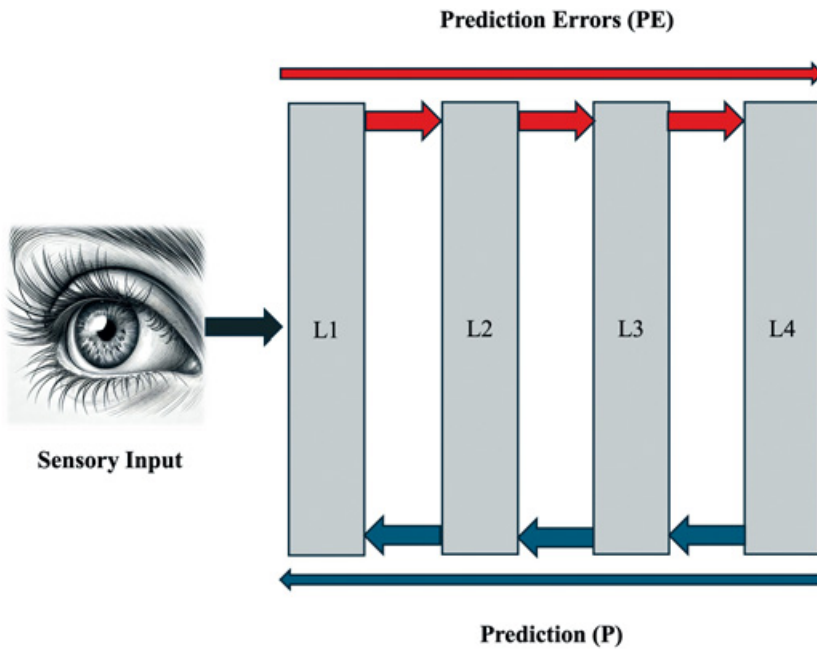 Prediction Errors (PE)
L1
L2
L3
L4
Sensory Input
Prediction (P)